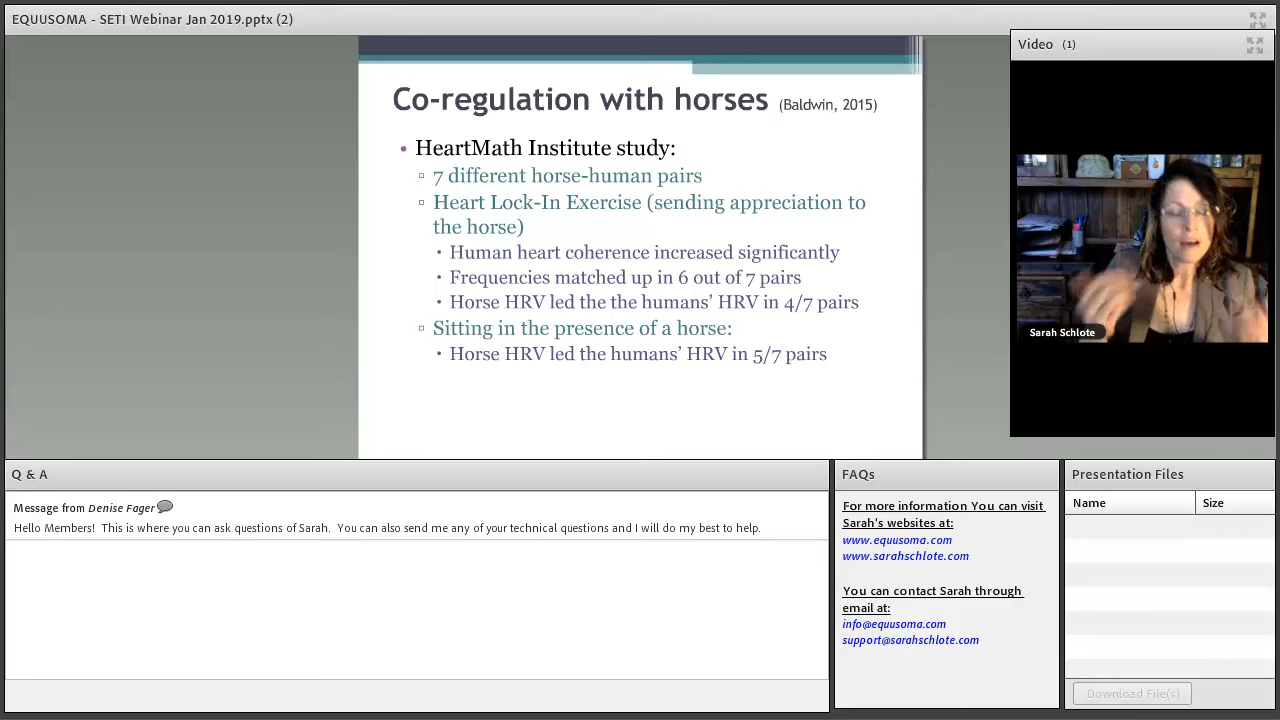 EQUUSOMA - SETI Webinar Jan 2019.pptx (2)
Video (1)
Co-regulation with horses (Baldwin, 2015)
• HeartMath Institute study:
▫ 7 different horse-human pairs
▫ Heart Lock-In Exercise (sending appreciation to
the horse)
• Human heart coherence increased significantly
• Frequencies matched up in 6 out of 7 pairs
• Horse HRV led the the humans’ HRV in 4/7 pairs
▫ Sitting in the presence of a horse:
• Horse HRV led the humans’ HRV in 5/7 pairs
Sarah Schlote
Q & A
Message from Denise Fager
Hello Members!  This is where you can ask questions of Sarah.  You can also send me any of your technical questions and I will do my best to help.
FAQs
For more information You can visit
Sarah's websites at:
www.equusoma.com
www.sarahschlote.com
You can contact Sarah through
email at:
info@equusoma.com
support@sarahschlote.com
Presentation Files
Name Size
Download File(s)